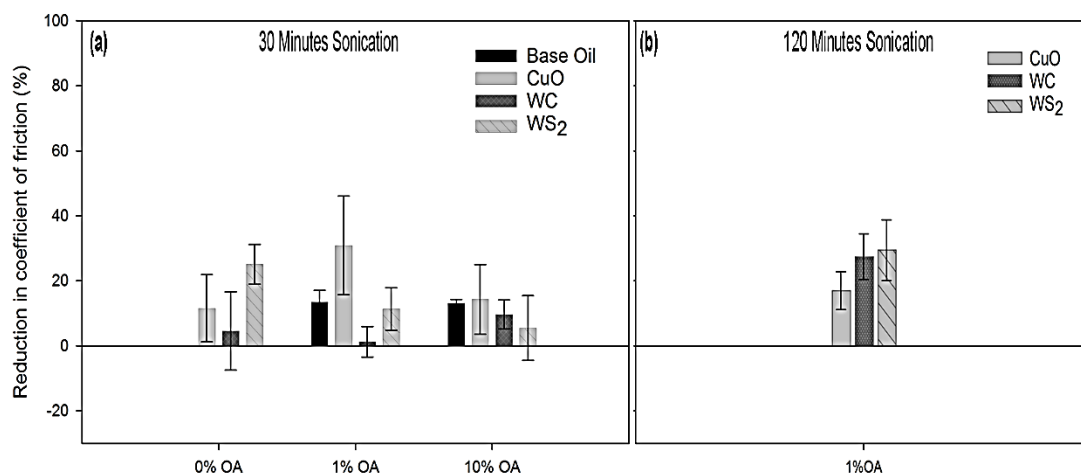 (a)
30 Minutes Sonication
Base Oil
CuO
WC
WS2
Reduction in coefficient of friction (%)
100
80
60
40
20
0
-20
0% OA
1% OA
10% OA
(b)
120 Minutes Sonication
CuO
WC
WS2
1%OA